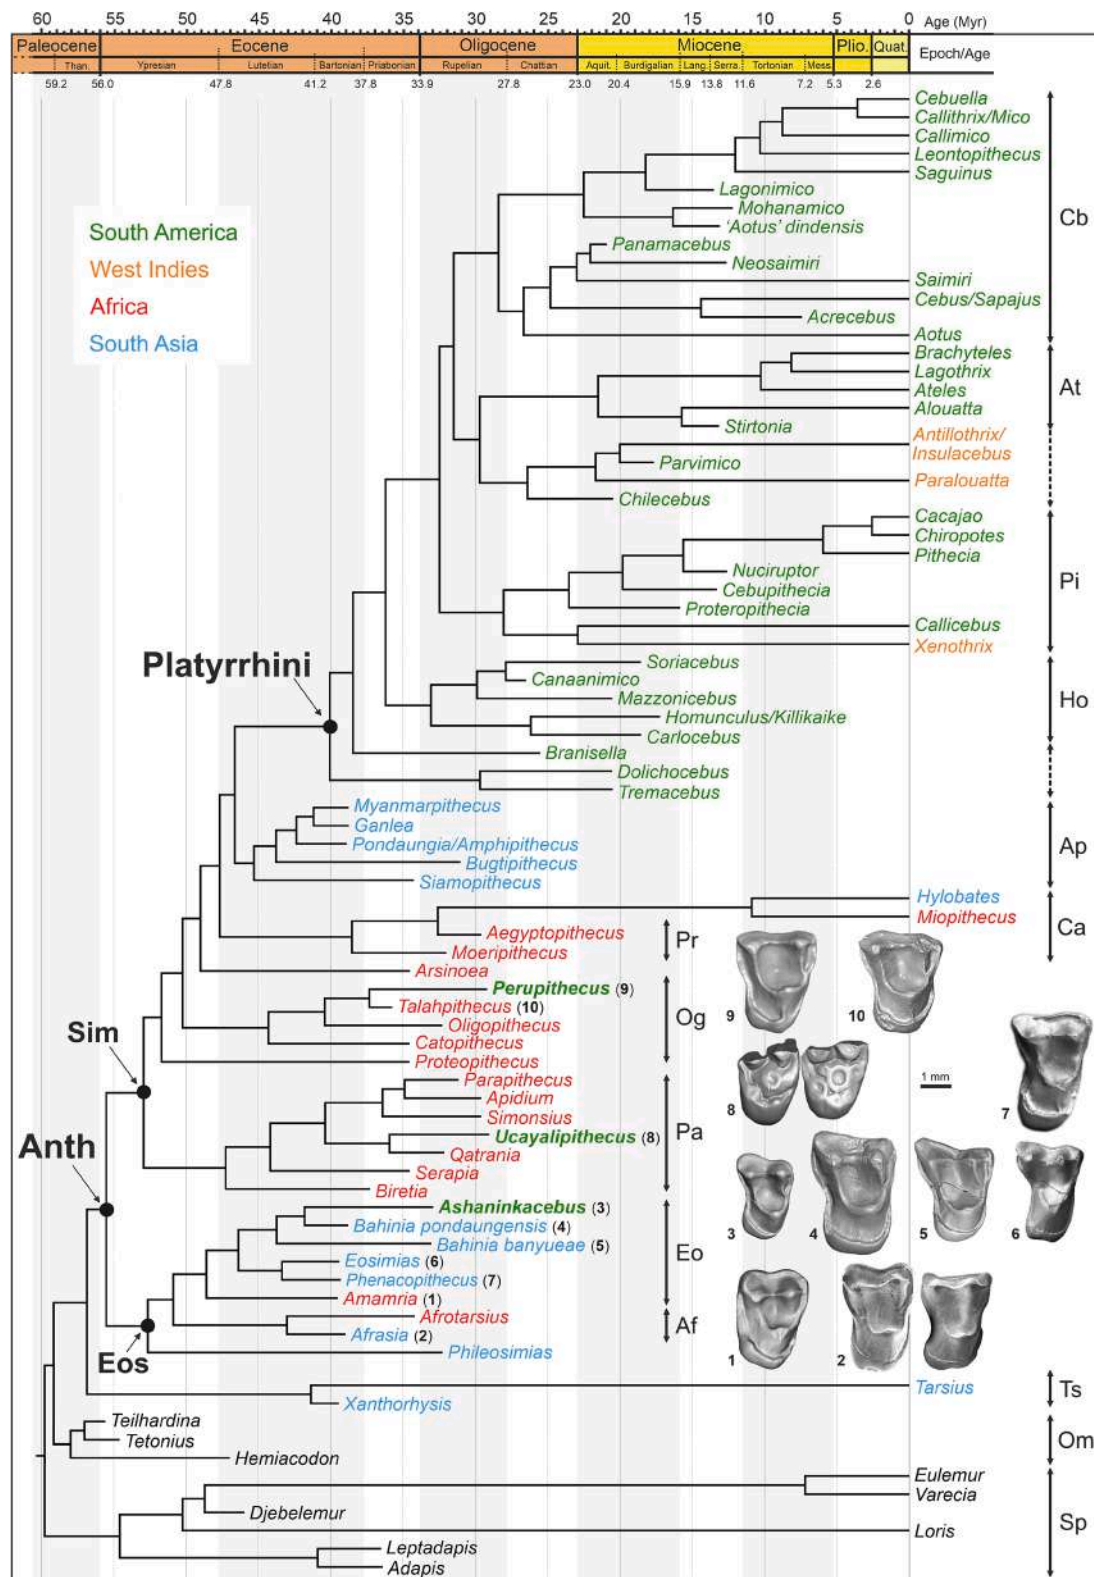 60 55 50 45 40 35 30 25 20 15 10 5 0 Age (Myr)
Paleocene Eocene Oligocene Miocene Plio. Quat. Epoch/Age
Than. Ypresian Lutetian Bartonian Priabonian Rupelian Chattian Aquit. Burdigalian Lang. Serra. Tortonian Mess.
59.2 56.0 47.8 41.2 37.8 33.9 27.8 23.0 20.4 15.9 13.8 11.6 7.2 5.3 2.6
Cebuella
Callithrix/Mico
Callimico
Leontopithecus
Saguinus
Lagonimico
Mohanamico
'Aotus' dindensis
Cb
South America
West Indies
Africa
South Asia
Panamacebus
Neosaimiri
Saimiri
Cebus/Sapajus
Acrecebus
Aotus
Brachyteles
Lagothrix
Ateles
At
Alouatta
Stirtonia
Antillothrix/
Insulacebus
Parvimico
Paralouatta
Chilecebus
Cacajao
Chiropotes
Pithecia
Pi
Nuciruptor
Cebupithecia
Proteropithecia
Callicebus
Xenothrix
Platyrrhini
Soriacebus
Canaanimico
Mazzonicebus
Ho
Homunculus/Killikaike
Carlocebus
Branisella
Dolichocebus
Tremacebus
Myanmarpithecus
Ganlea
Pondaungia/Amphipithecus
Ap
Bugtipithecus
Siamopithecus
Hylobates
Miopithecus
Ca
Aegyptopithecus
Pr
Moeripithecus
Arsinoea
Perupithecus (9)
Talahpithecus (10)
Og
Oligopithecus
Catopithecus
Proteopithecus
9 10
Sim
Parapithecus
Apidium
Simonsius
1 mm
8 7
Pa
Ucayalipithecus (8)
Qatrania
Serapia
Biretia
Anth
Ashaninkacebus (3)
Bahinia pondaungensis (4)
Bahinia banyueae (5)
3 4 5 6
Eo
Eosimias (6)
Phenacopithecus (7)
Amamria (1)
Afrotarsius
Af
Afrasia (2)
Phileosimias
Eos
1 2
Tarsius
Ts
Xanthorhysis
Teilhardina
Tetonius
Om
Hemiacodon
Eulemur
Varecia
Djebelemur
Sp
Loris
Leptadapis
Adapis